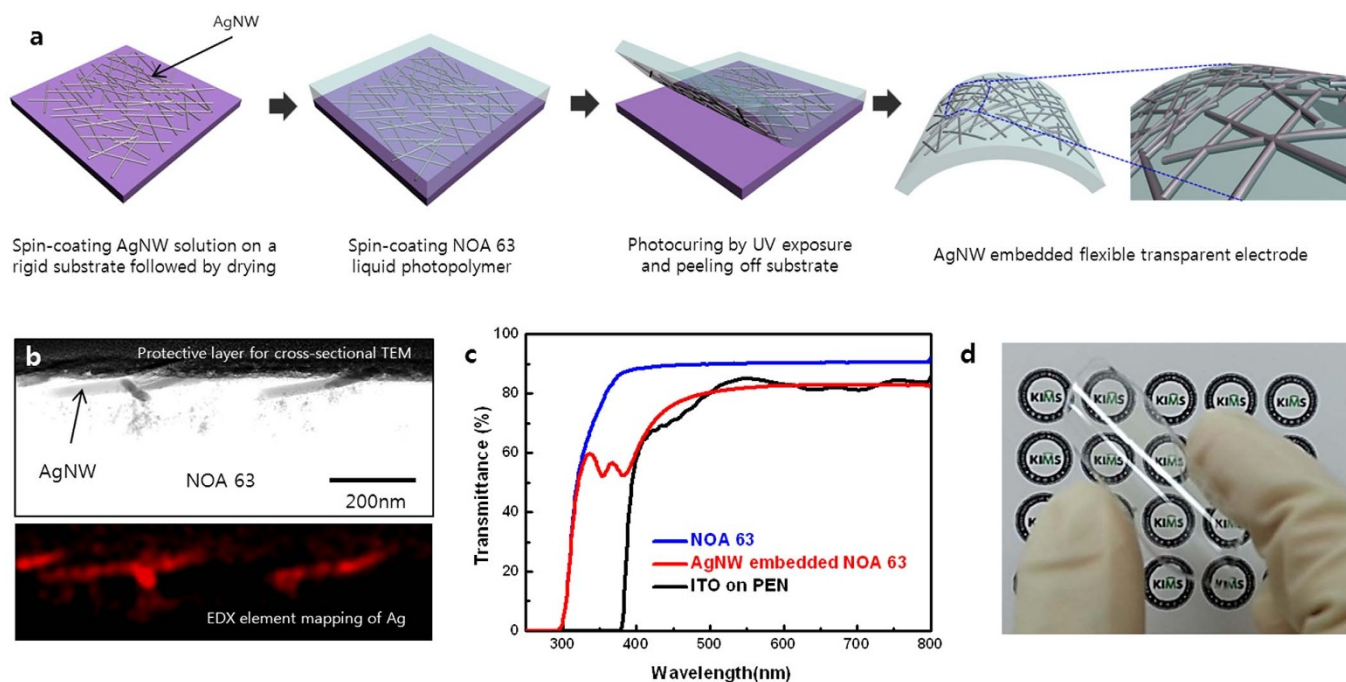 a
AgNW
Spin-coating AgNW solution on a
rigid substrate followed by drying
Spin-coating NOA 63
liquid photopolymer
Photocuring by UV exposure
and peeling off substrate
AgNW embedded flexible transparent electrode
b
Protective layer for cross-sectional TEM
AgNW
NOA 63
200nm
EDX element mapping of Ag
c
Transmittance (%)
100
80
60
40
20
0
NOA 63
AgNW embedded NOA 63
ITO on PEN
300
400
500
600
700
800
Wavelength(nm)
d
KIMS
KIMS
KIMS
KIMS
KIMS
KIMS
KIMS
KIMS
KIMS
KIMS
KIMS
KIMS
KIMS